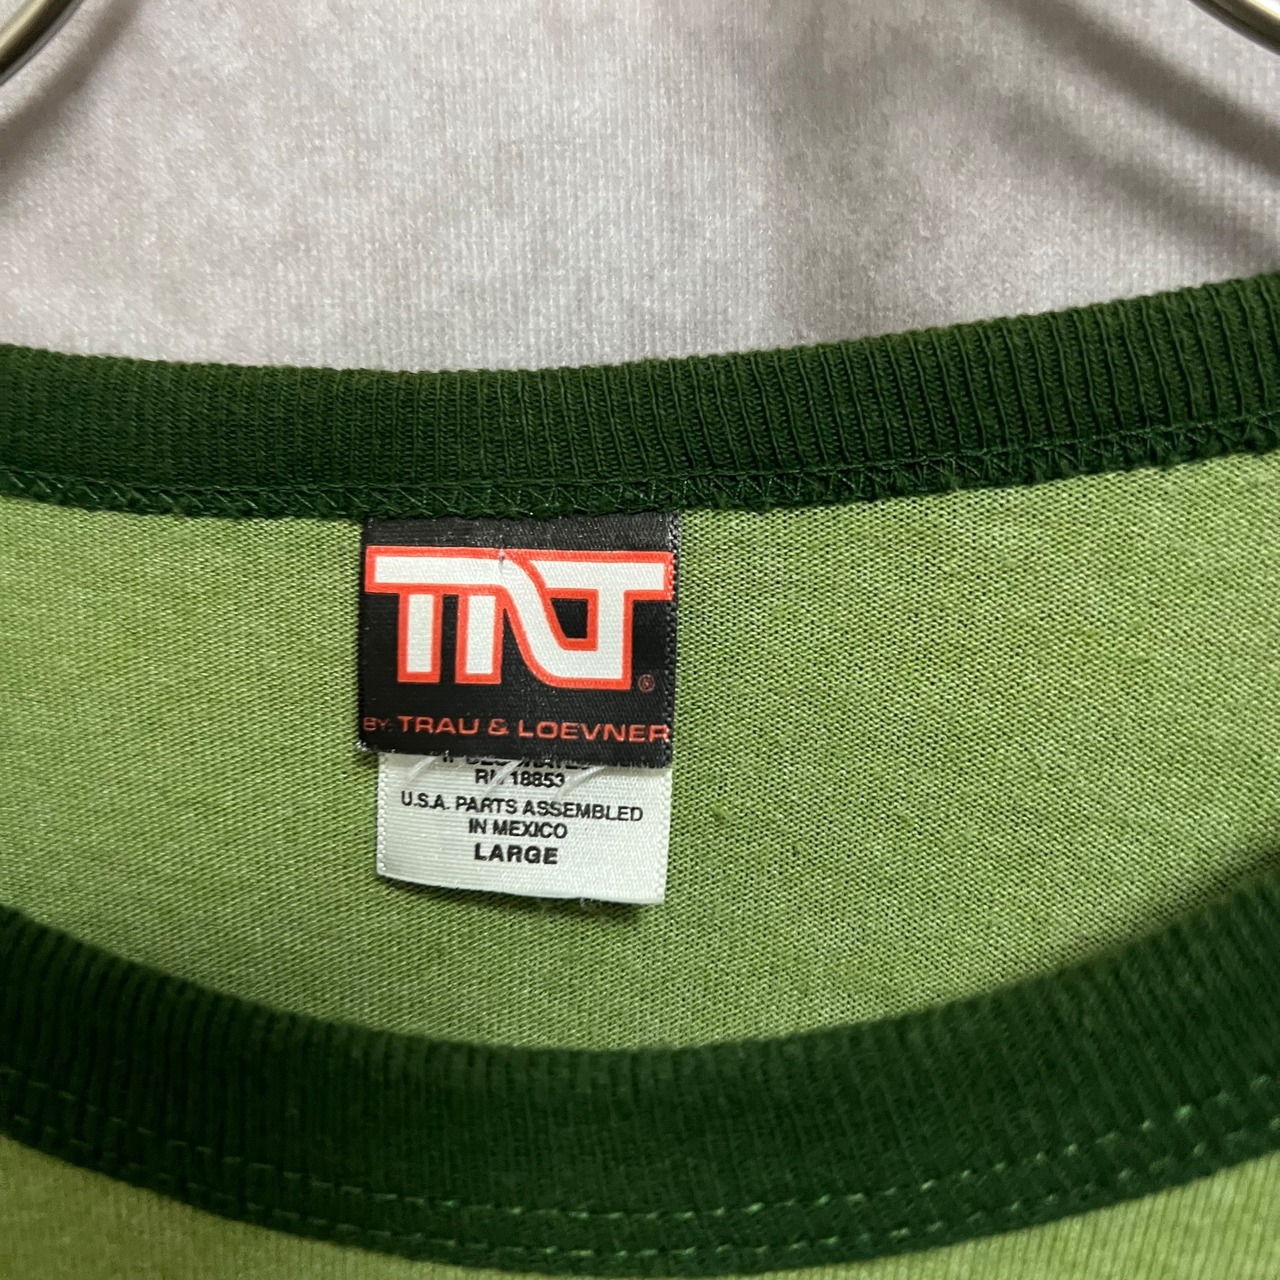 TNT
®
BY: TRAU & LOEVNER
RN 18853
U.S.A. PARTS ASSEMBLED
IN MEXICO
LARGE